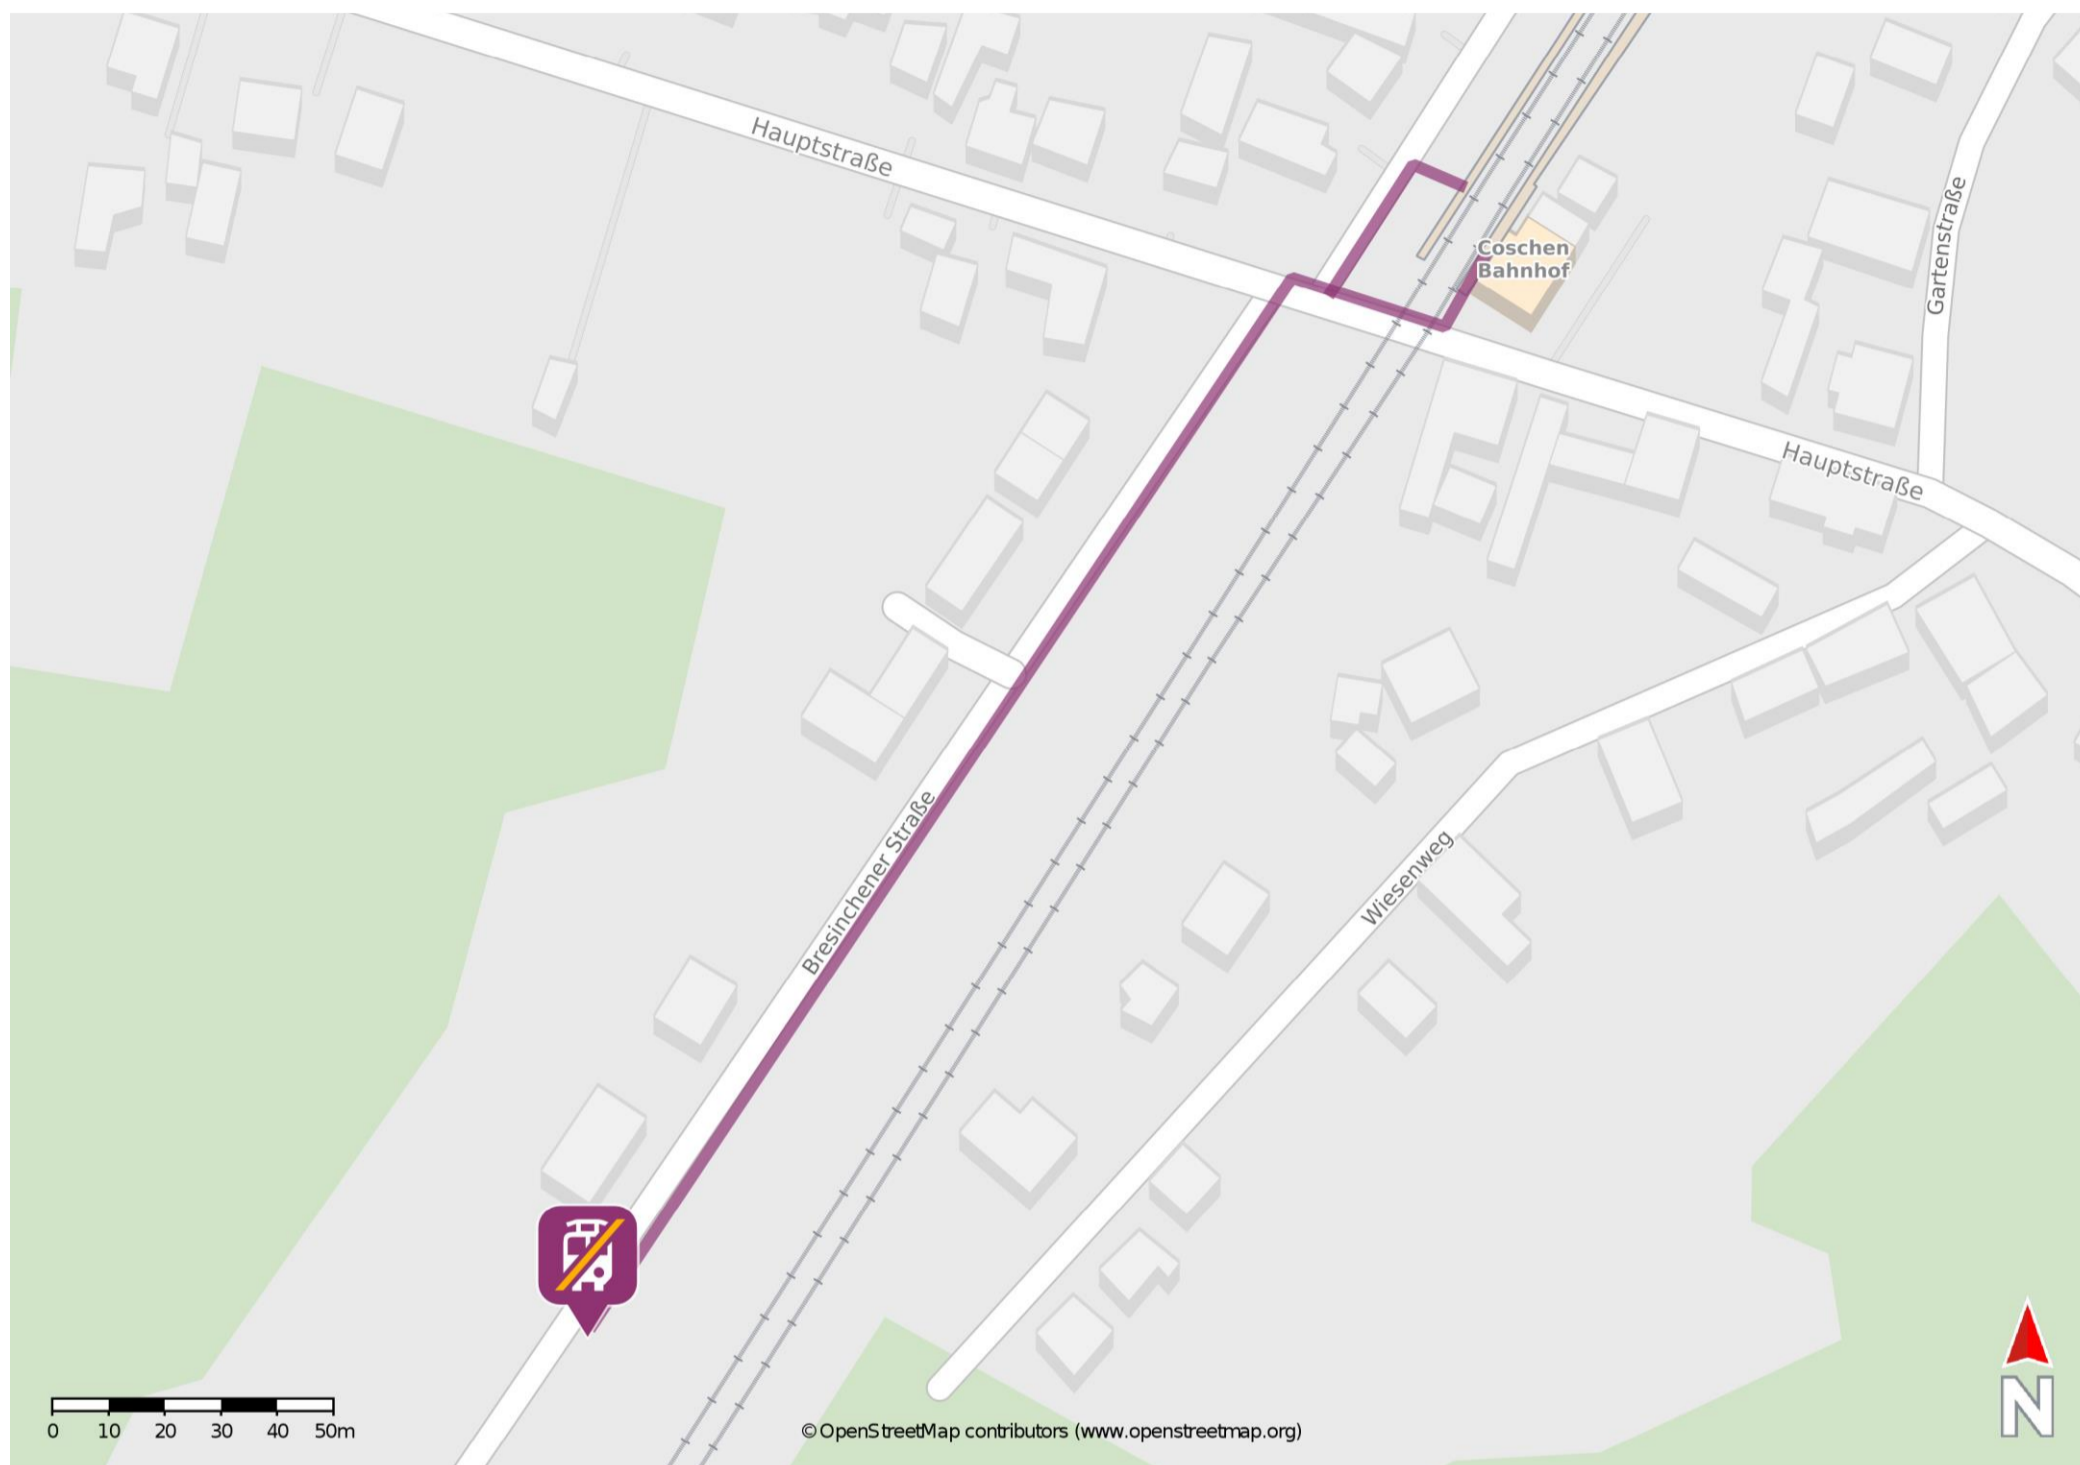 Hauptstraße
Gartenstraße
Coschen
Bahnhof
Hauptstraße
Bresinchener Straße
Wiesenweg
0 10 20 30 40 50m
© OpenStreetMap contributors (www.openstreetmap.org)
N